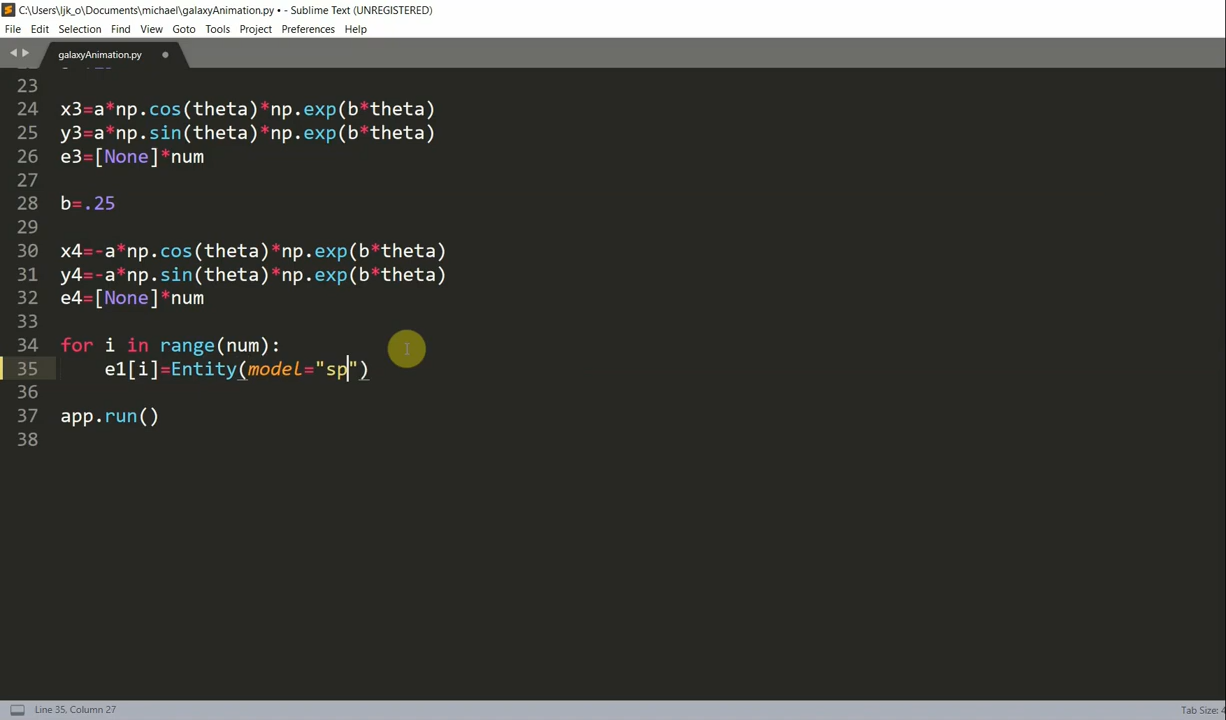 C:\Users\ljk_o\Documents\michael\galaxyAnimation.py • - Sublime Text (UNREGISTERED)
File Edit Selection Find View Goto Tools Project Preferences Help
galaxyAnimation.py
23
24 x3=a*np.cos(theta)*np.exp(b*theta)
25 y3=a*np.sin(theta)*np.exp(b*theta)
26 e3=[None]*num
27
28 b=.25
29
30 x4=-a*np.cos(theta)*np.exp(b*theta)
31 y4=-a*np.sin(theta)*np.exp(b*theta)
32 e4=[None]*num
33
34 for i in range(num):
35 e1[i]=Entity(model="sp")
36
37 app.run()
38
Line 35, Column 27 Tab Size: 4